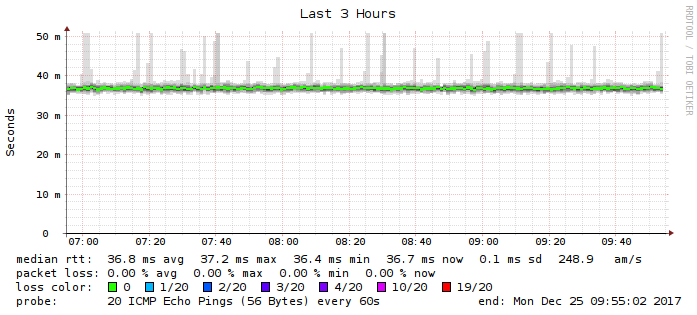 Last 3 Hours
RRDTOOL / TOBI OETIKER
Seconds
50 m
40 m
30 m
20 m
10 m
0
07:00 07:20 07:40 08:00 08:20 08:40 09:00 09:20 09:40
median rtt: 36.8 ms avg 37.2 ms max 36.4 ms min 36.7 ms now 0.1 ms sd 248.9 am/s
packet loss: 0.00 % avg 0.00 % max 0.00 % min 0.00 % now
loss color: 0 1/20 2/20 3/20 4/20 10/20 19/20
probe: 20 ICMP Echo Pings (56 Bytes) every 60s end: Mon Dec 25 09:55:02 2017